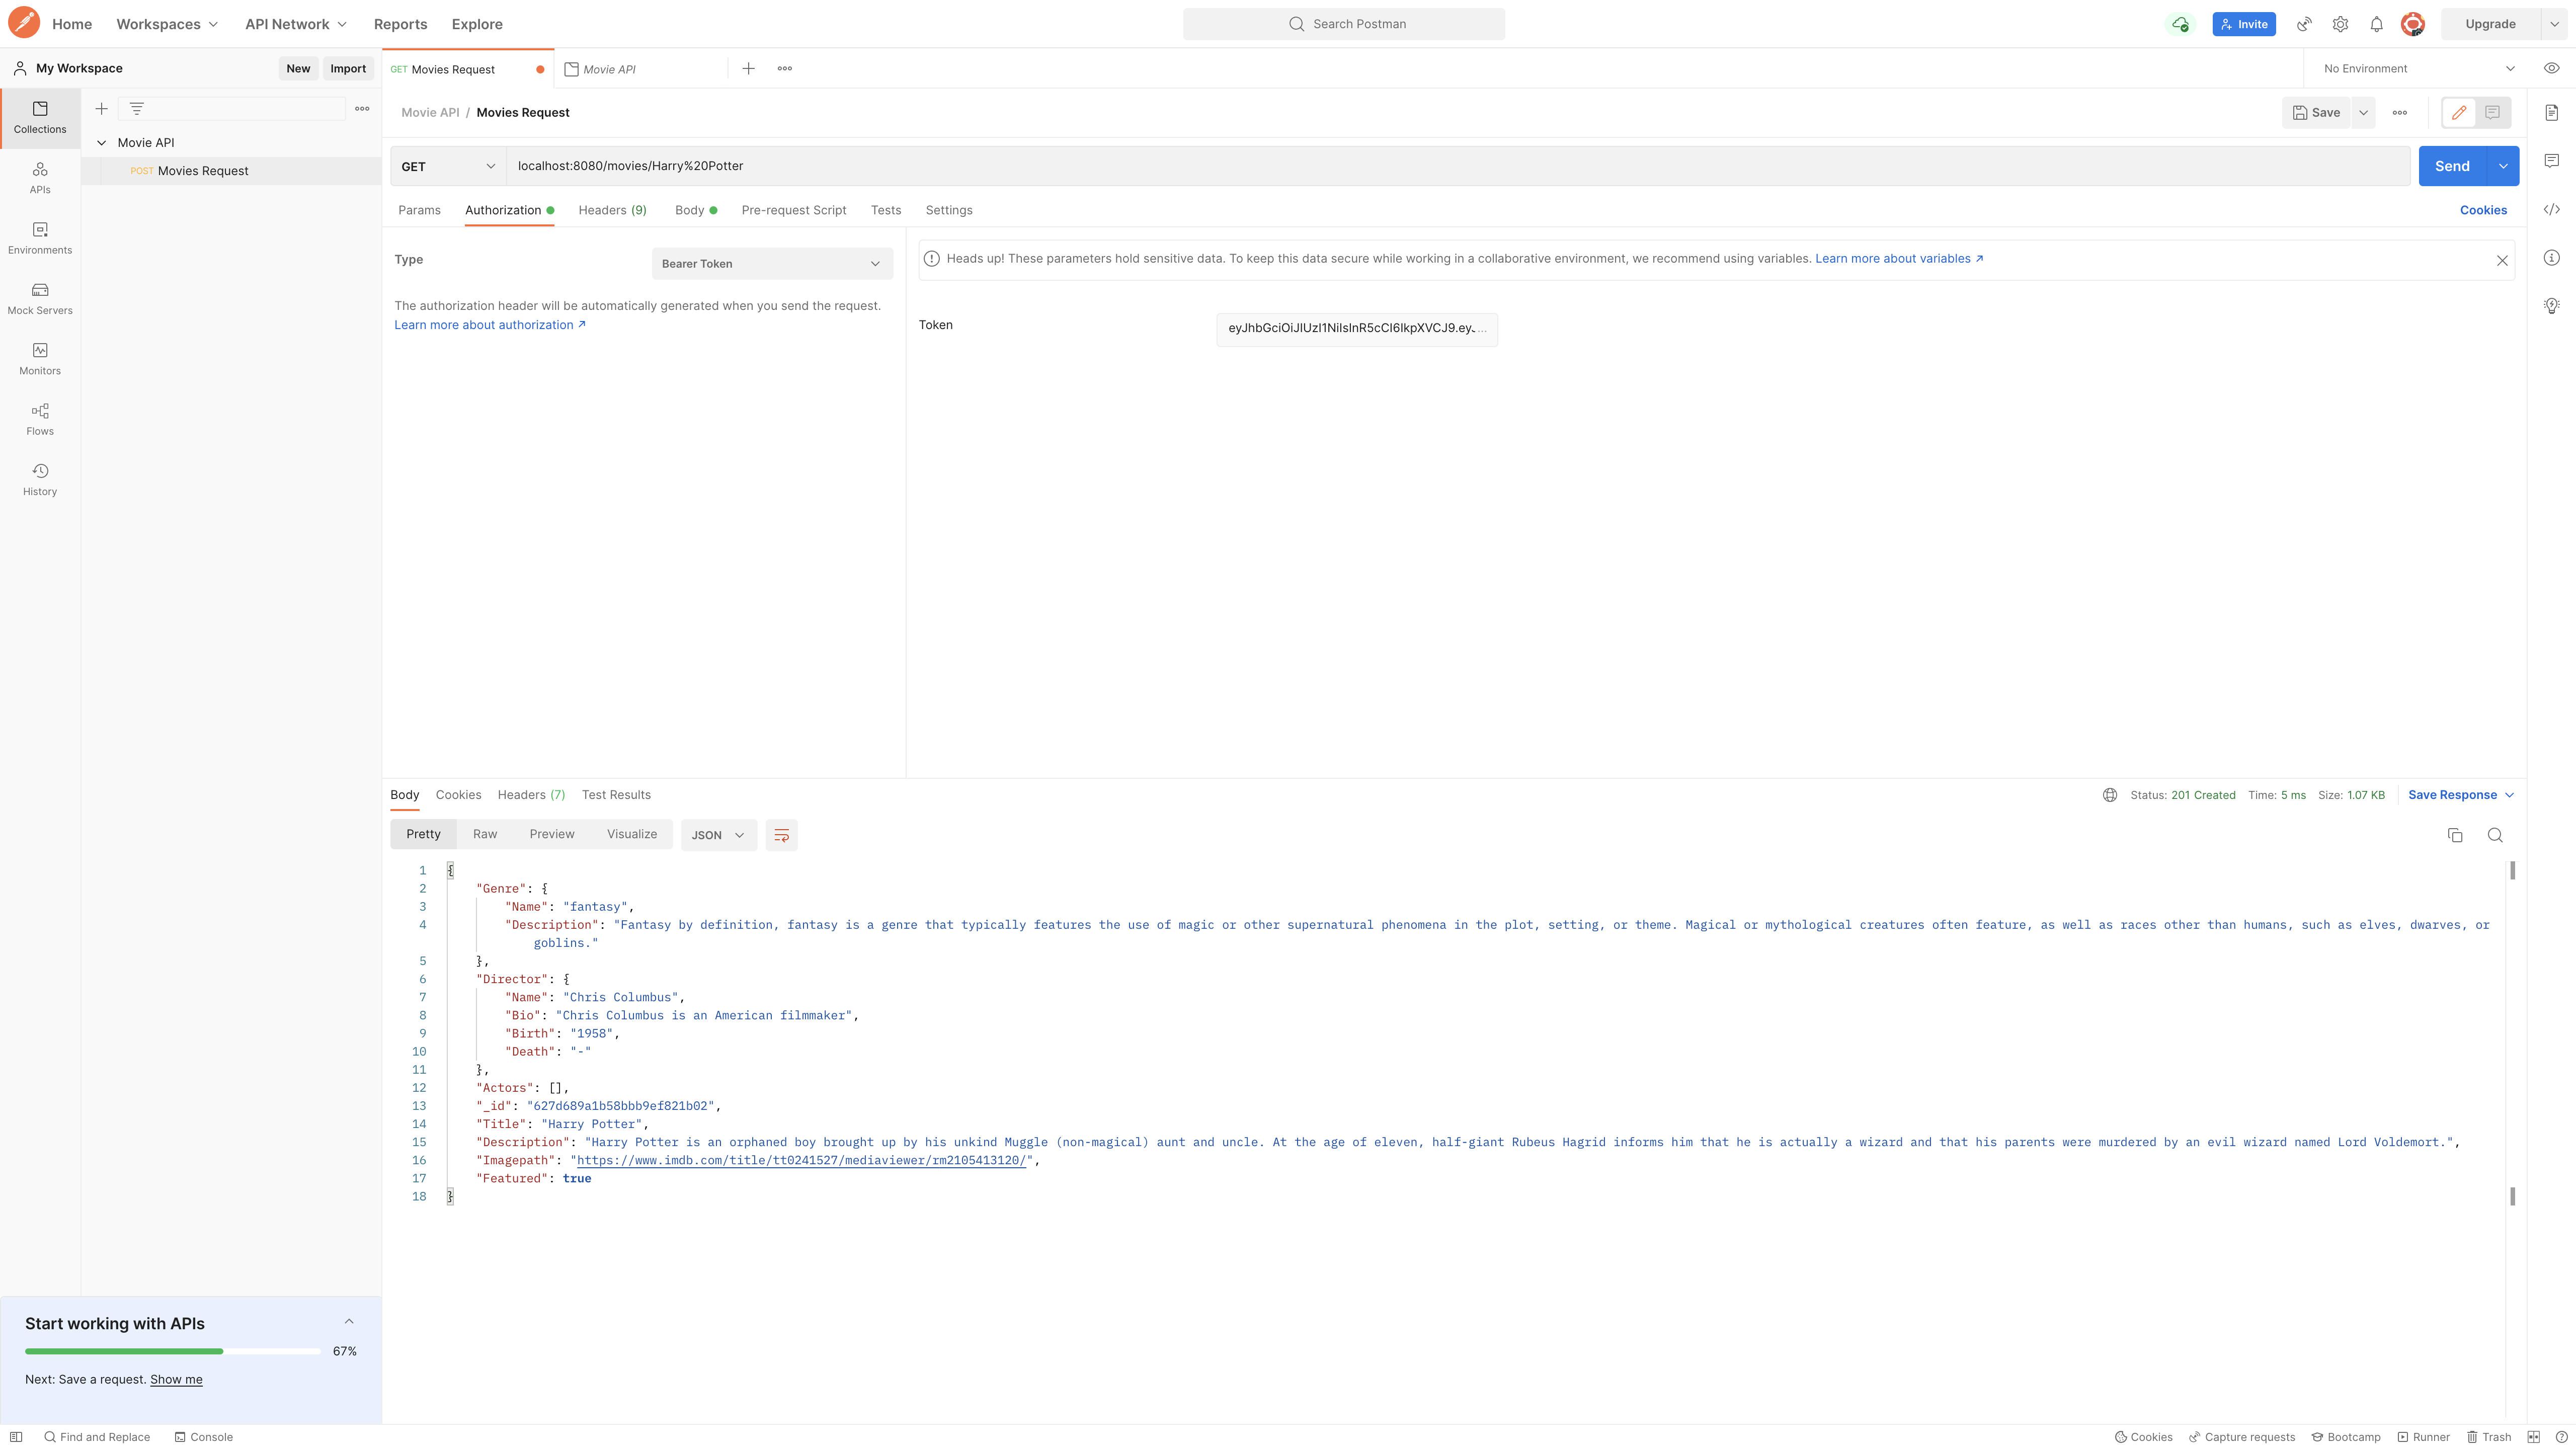 Home Workspaces API Network Reports Explore Search Postman Invite Upgrade
My Workspace New Import GET Movies Request Movie API No Environment
Collections
APIs
Environments
Mock Servers
Monitors
Flows
History
Movie API
POST Movies Request
Movie API / Movies Request Save
GET localhost:8080/movies/Harry%20Potter Send
Params Authorization Headers (9) Body Pre-request Script Tests Settings Cookies
Type Bearer Token
The authorization header will be automatically generated when you send the request.
Learn more about authorization ↗
Heads up! These parameters hold sensitive data. To keep this data secure while working in a collaborative environment, we recommend using variables. Learn more about variables ↗
Token
Body Cookies Headers (7) Test Results Status: 201 Created Time: 5 ms Size: 1.07 KB Save Response
Pretty Raw Preview Visualize JSON
1 {
2 "Genre": {
3 "Name": "fantasy",
4 "Description": "Fantasy by definition, fantasy is a genre that typically features the use of magic or other supernatural phenomena in the plot, setting, or theme. Magical or mythological creatures often feature, as well as races other than humans, such as elves, dwarves, or
goblins."
5 },
6 "Director": {
7 "Name": "Chris Columbus",
8 "Bio": "Chris Columbus is an American filmmaker",
9 "Birth": "1958",
10 "Death": "-"
11 },
12 "Actors": [],
13 "_id": "627d689a1b58bbb9ef821b02",
14 "Title": "Harry Potter",
15 "Description": "Harry Potter is an orphaned boy brought up by his unkind Muggle (non-magical) aunt and uncle. At the age of eleven, half-giant Rubeus Hagrid informs him that he is actually a wizard and that his parents were murdered by an evil wizard named Lord Voldemort.",
16 "Imagepath": "https://www.imdb.com/title/tt0241527/mediaviewer/rm2105413120/",
17 "Featured": true
18 }
Start working with APIs
67%
Next: Save a request. Show me
Find and Replace Console Cookies Capture requests Bootcamp Runner Trash